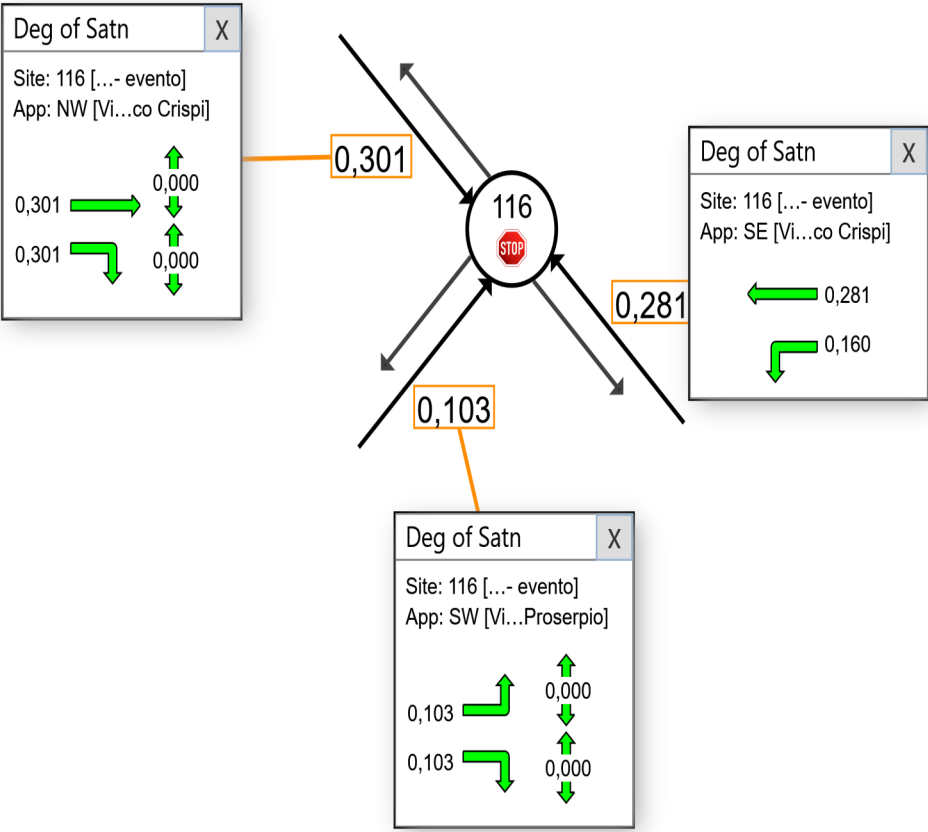 Deg of Satn X
Site: 116 [...- evento]
App: NW [Vi...co Crispi]
0,000
0,301
0,301
0,000
0,301
116
STOP
Deg of Satn X
Site: 116 [...- evento]
App: SE [Vi...co Crispi]
0,281
0,160
0,281
0,103
Deg of Satn X
Site: 116 [...- evento]
App: SW [Vi...Proserpio]
0,000
0,103
0,103
0,000